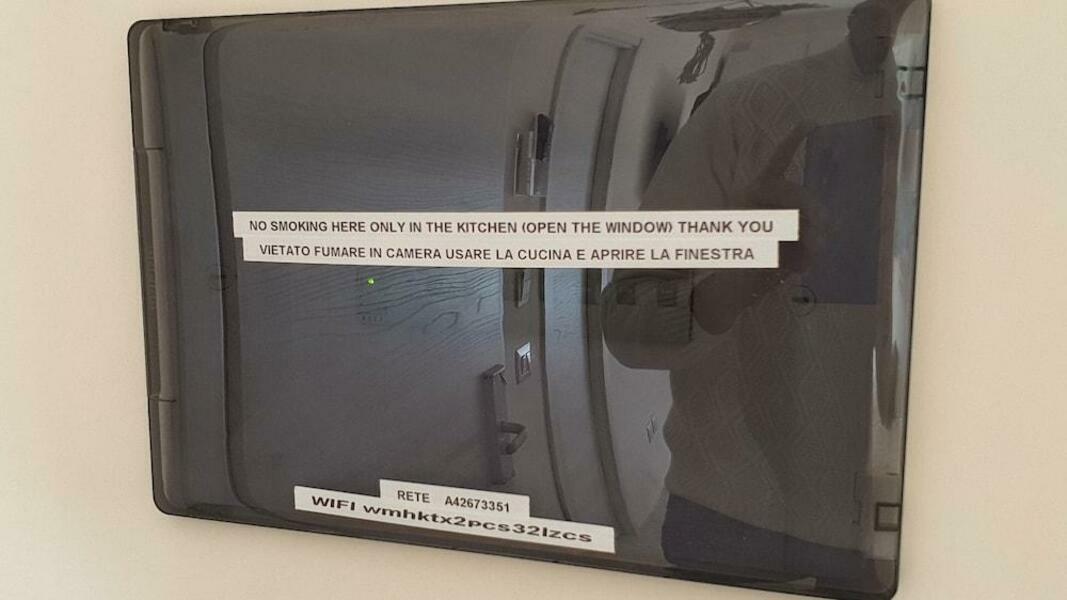 NO SMOKING HERE ONLY IN THE KITCHEN (OPEN THE WINDOW) THANK YOU
VIETATO FUMARE IN CAMERA USARE LA CUCINA E APRIRE LA FINESTRA
RETE A42673351
WIFI wmhktx2pcs32lzcs